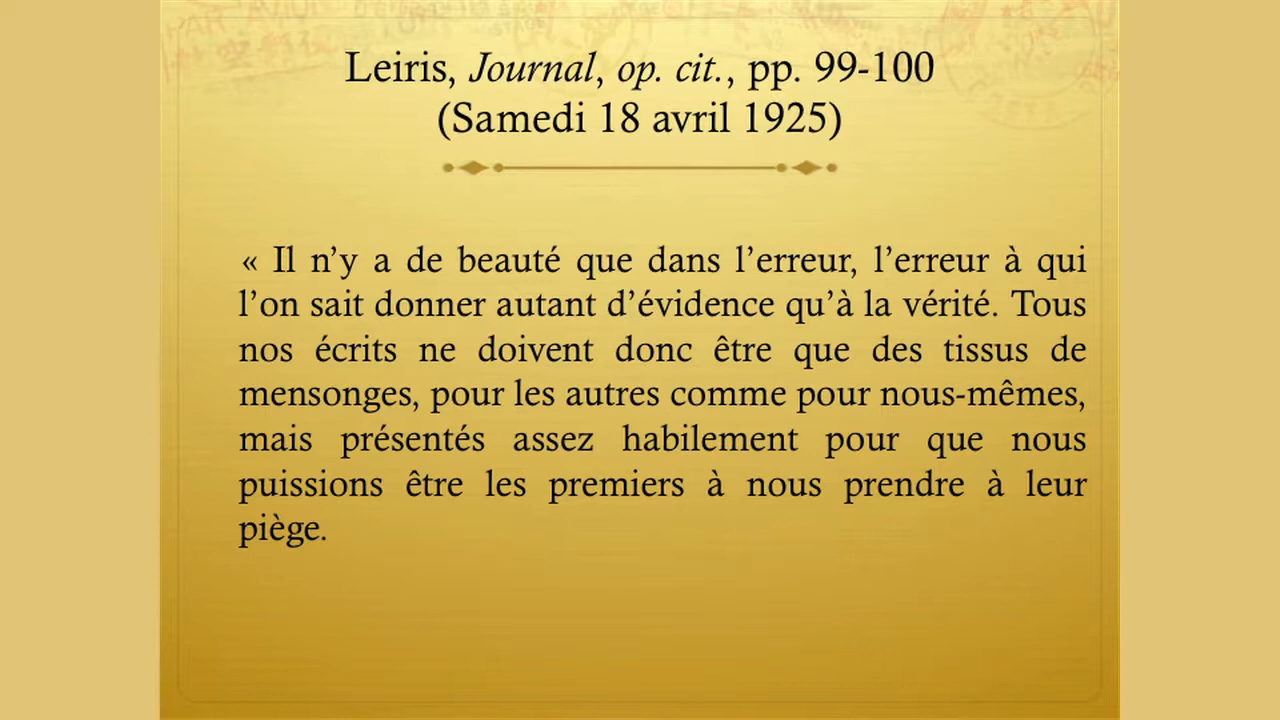 Leiris, Journal, op. cit., pp. 99-100
(Samedi 18 avril 1925)
« Il n’y a de beauté que dans l’erreur, l’erreur à qui
l’on sait donner autant d’évidence qu’à la vérité. Tous
nos écrits ne doivent donc être que des tissus de
mensonges, pour les autres comme pour nous-mêmes,
mais présentés assez habilement pour que nous
puissions être les premiers à nous prendre à leur
piège.